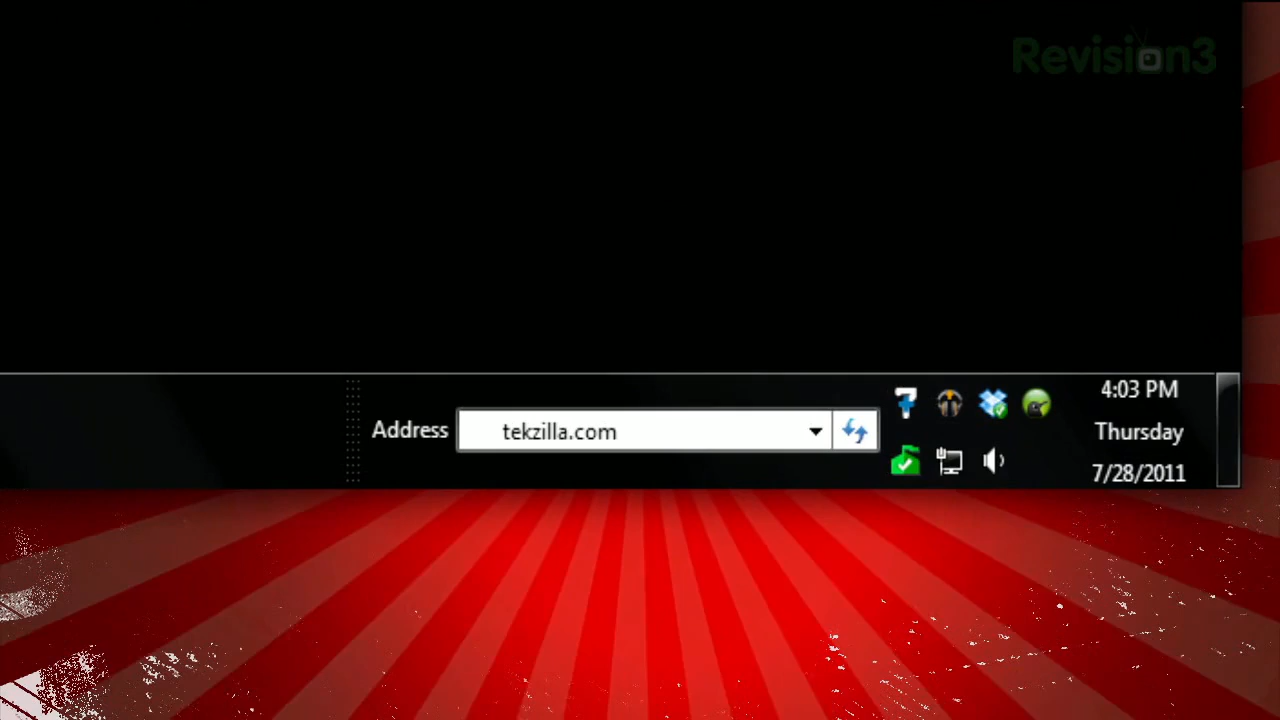 Revision3
Address
tekzilla.com
4:03 PM
Thursday
7/28/2011